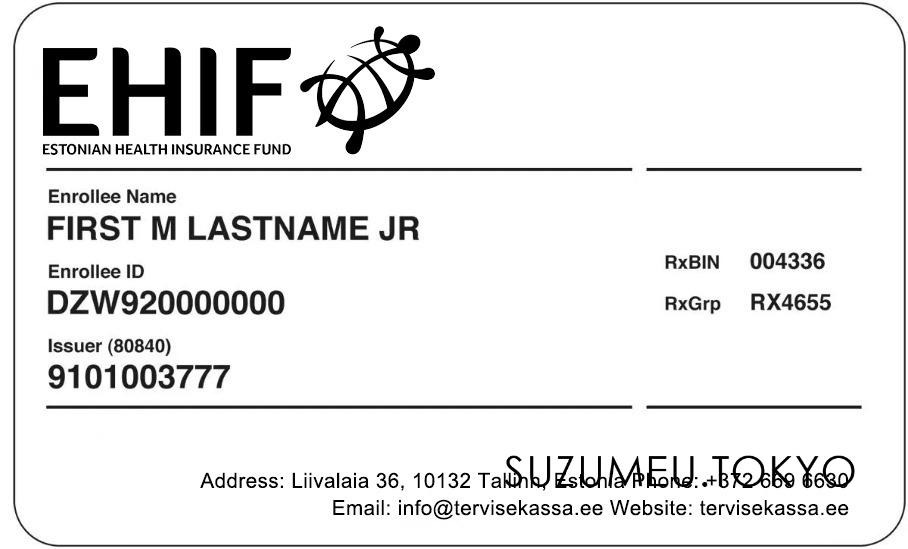 EHIF
ESTONIAN HEALTH INSURANCE FUND
Enrollee Name
FIRST M LASTNAME JR
Enrollee ID
DZW920000000
Issuer (80840)
9101003777
RxBIN 004336
RxGrp RX4655
SUZUMEU.TOKYO
Address: Liivalaia 36, 10132 Tallinn, Estonia Phone: +372 669 6630
Email: info@tervisekassa.ee Website: tervisekassa.ee